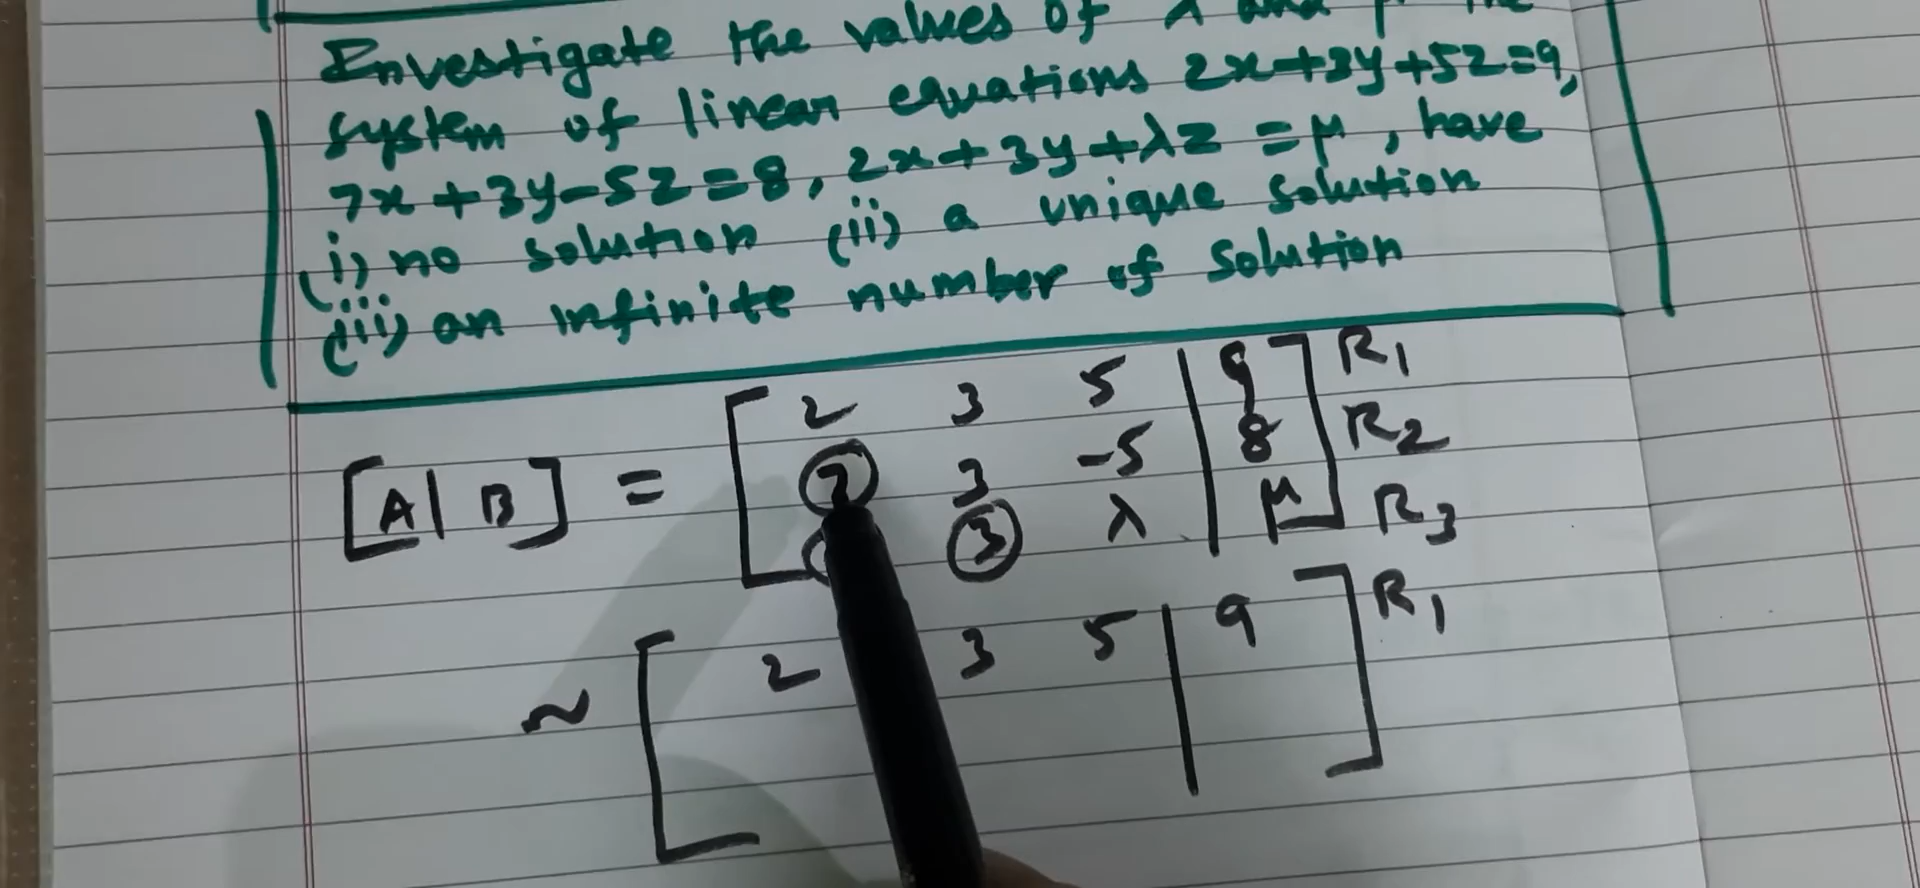 Investigate the values of λ and μ the
system of linear equations 2x+3y+5z=9,
7x+3y-5z=8, 2x+3y+λz=μ, have
(i) no solution (ii) a unique solution
(iii) an infinite number of solution
[A|B] = [2 3 5 | 9] R1
7 3 -5 | 8 R2
3 λ | μ R3
~ [2 3 5 | 9] R1